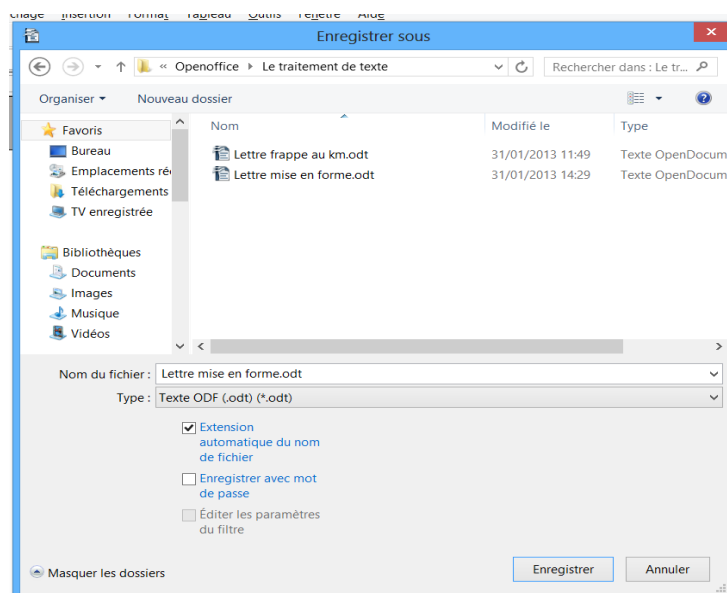 Enregistrer sous
« Openoffice Le traitement de texte
Rechercher dans : Le tr...
Organiser Nouveau dossier
Nom Modifié le Type
Favoris
Bureau
Emplacements ré
Téléchargements
TV enregistrée
Bibliothèques
Documents
Images
Musique
Vidéos
Lettre frappe au km.odt 31/01/2013 11:49 Texte OpenDocum
Lettre mise en forme.odt 31/01/2013 14:29 Texte OpenDocum
Nom du fichier : Lettre mise en forme.odt
Type : Texte ODF (.odt) (*.odt)
Extension
automatique du nom
de fichier
Enregistrer avec mot
de passe
Éditer les paramètres
du filtre
Masquer les dossiers
Enregistrer Annuler